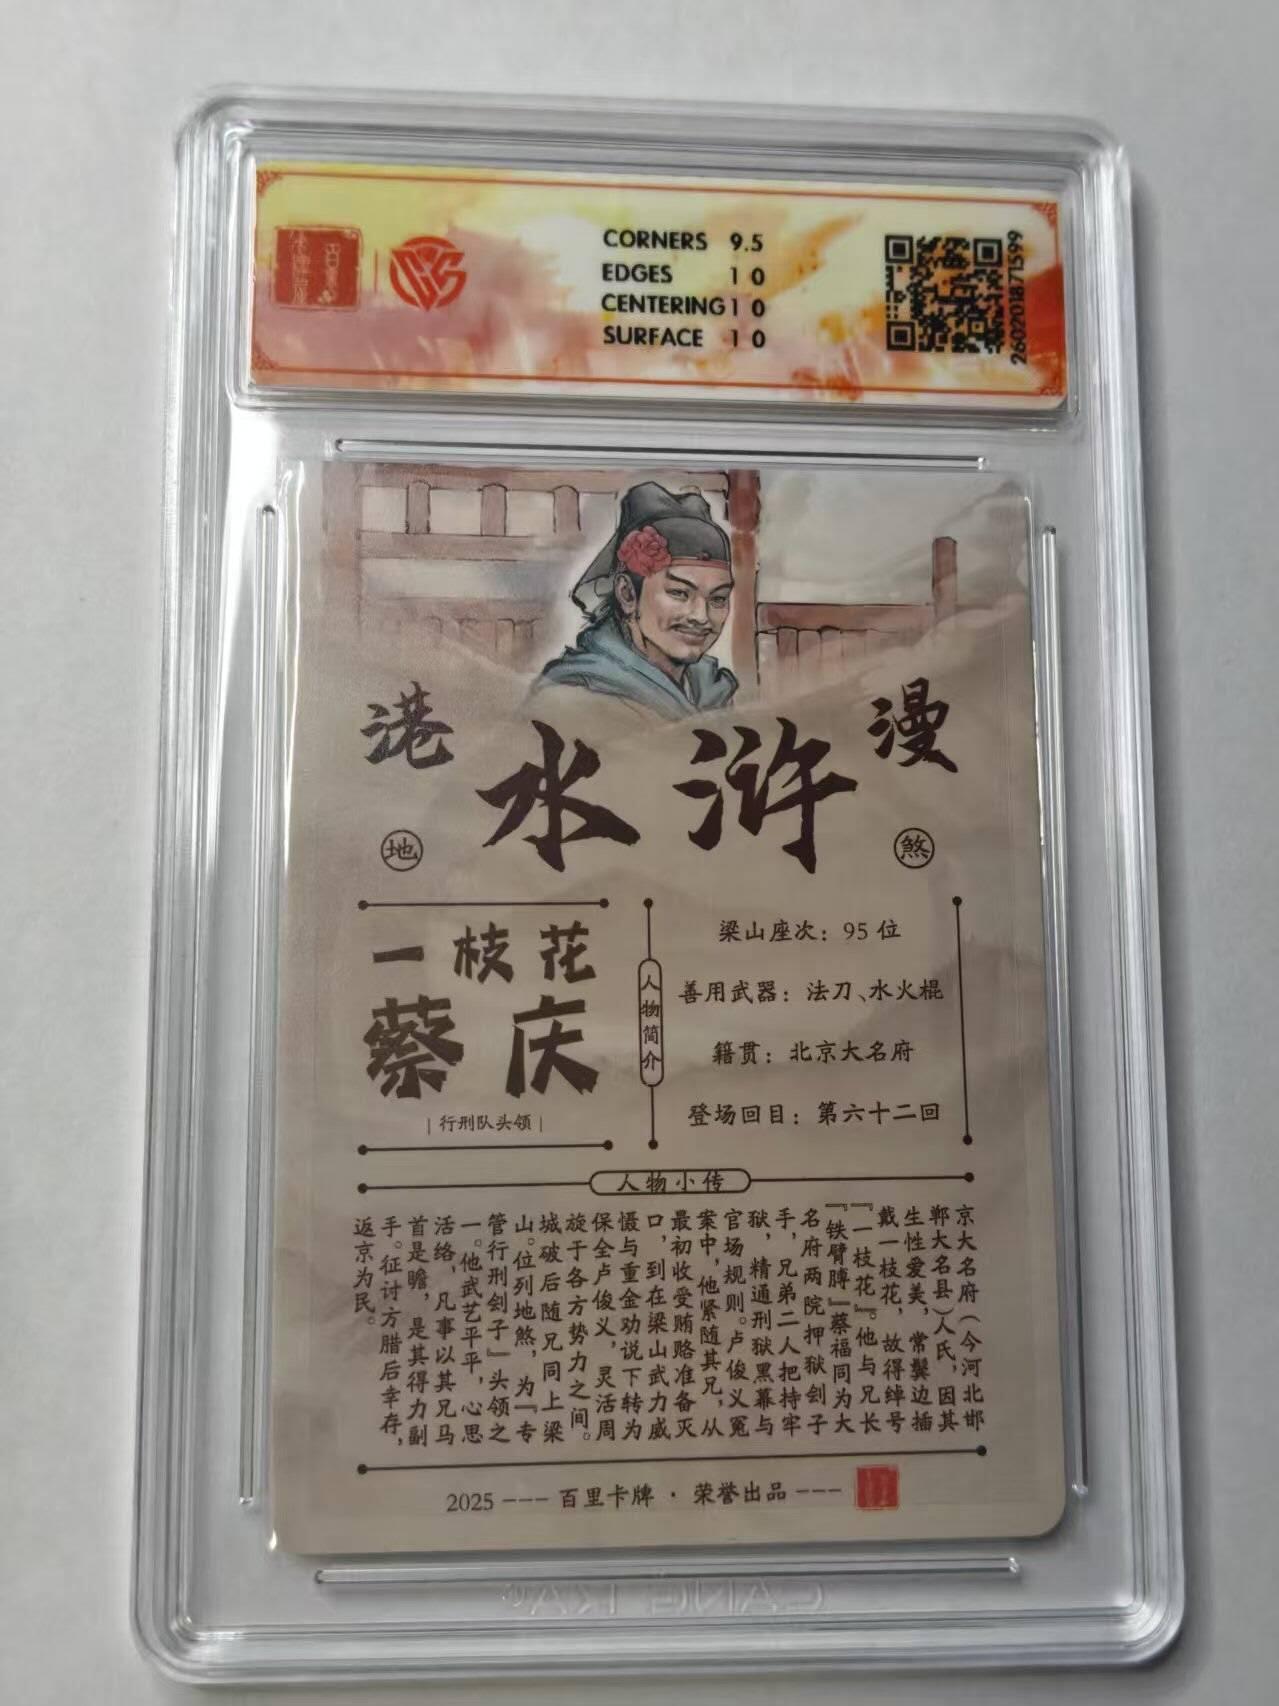 CORNERS 9.5
EDGES 10
CENTERING 10
SURFACE 10
260201871599
港
水浒
漫
地
煞
一枝花
蔡庆
|行刑队头领|
人物简介
梁山座次：95 位
善用武器：法刀、水火棍
籍贯：北京大名府
登场回目：第六十二回
人物小传
京大名府（今河北邯
郸大名县）人氏，因其
生性爱美，常鬓边插
戴一枝花，故得绰号
『一枝花』。他与兄长
『铁臂膊』蔡福同为大
名府两院押狱刽子
手，兄弟二人把持牢
狱，精通刑狱黑幕与
官场规则。卢俊义冤
案中，他紧随其兄，从
最初收受贿赂准备灭
口，到在梁山武力威
慑与重金劝说下转为
保全卢俊义，灵活周
旋于各方势力之间。
城破后随兄同上梁
山。位列地煞，为『专
管行刑刽子』头领之
一。他武艺平平，心思
活络，凡事以其兄马
首是瞻，是其得力副
手。征讨方腊后幸存，
返京为民。
2025 --- 百里卡牌 · 荣誉出品 ---